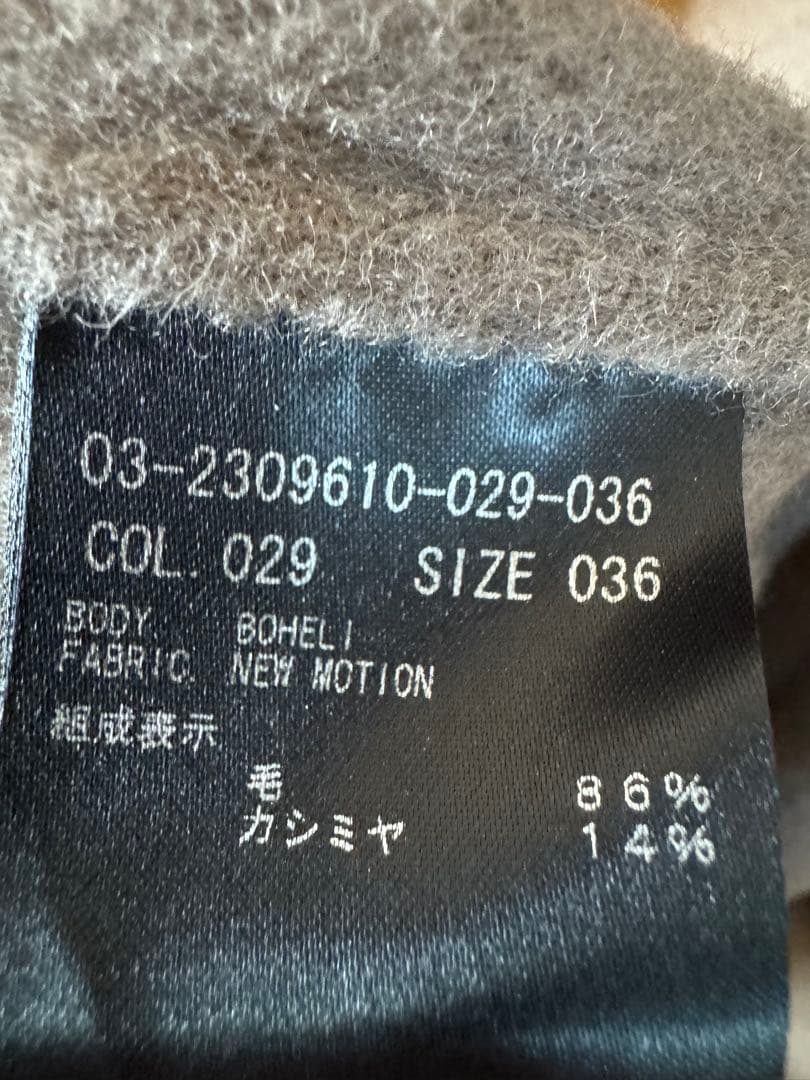 03-2309610-029-036
COL. 029 SIZE 036
BODY. BOHELI
FABRIC. NEW MOTION
組成表示
毛 86%
カシミヤ 14%